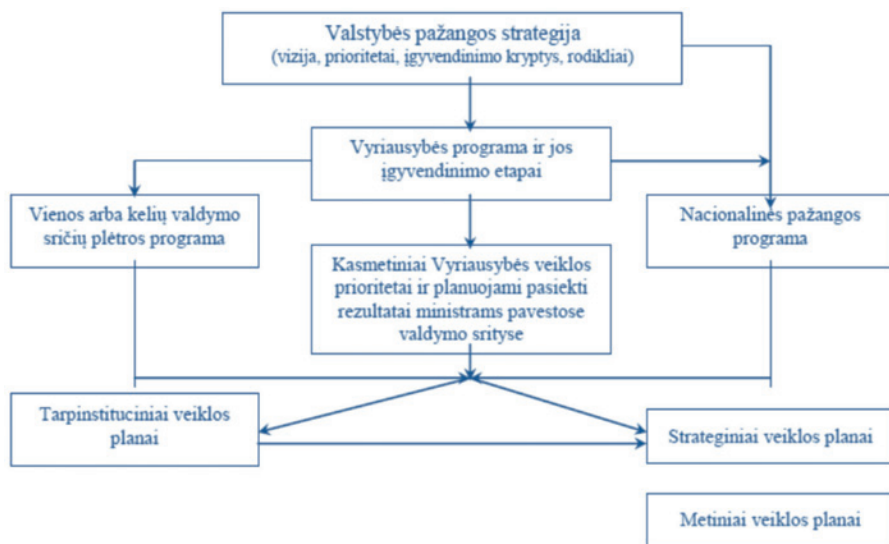 Valstybės pažangos strategija
(vizija, prioritetai, įgyvendinimo kryptys, rodikliai)
Vyriausybės programa ir jos
įgyvendinimo etapai
Vienos arba kelių valdymo
sričių plėtros programa
Nacionalinės pažangos
programa
Kasmetiniai Vyriausybės veiklos
prioritetai ir planuojami pasiekti
rezultatai ministrams pavestose
valdymo srityse
Tarpinstituciniai veiklos
planai
Strateginiai veiklos planai
Metiniai veiklos planai